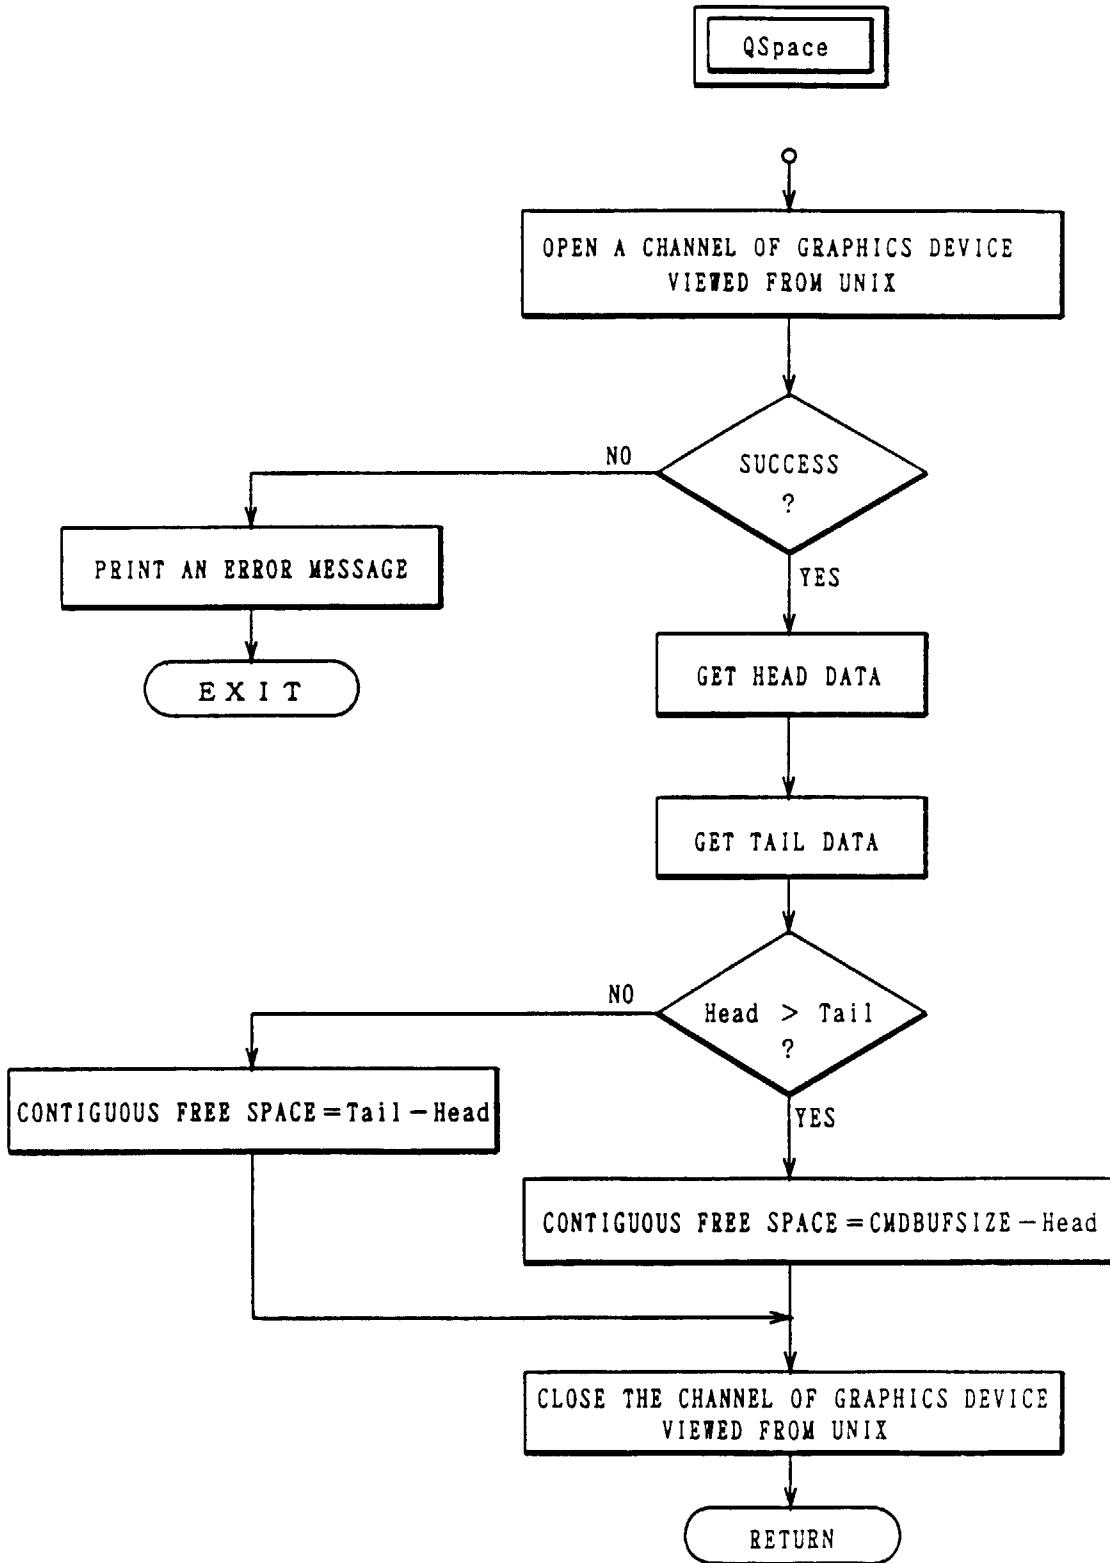 QSpace
OPEN A CHANNEL OF GRAPHICS DEVICE
VIEWED FROM UNIX
NO
SUCCESS
?
YES
PRINT AN ERROR MESSAGE
EXIT
GET HEAD DATA
GET TAIL DATA
NO
Head > Tail
?
YES
CONTIGUOUS FREE SPACE=Tail-Head
CONTIGUOUS FREE SPACE=CMDBUFSIZE-Head
CLOSE THE CHANNEL OF GRAPHICS DEVICE
VIEWED FROM UNIX
RETURN